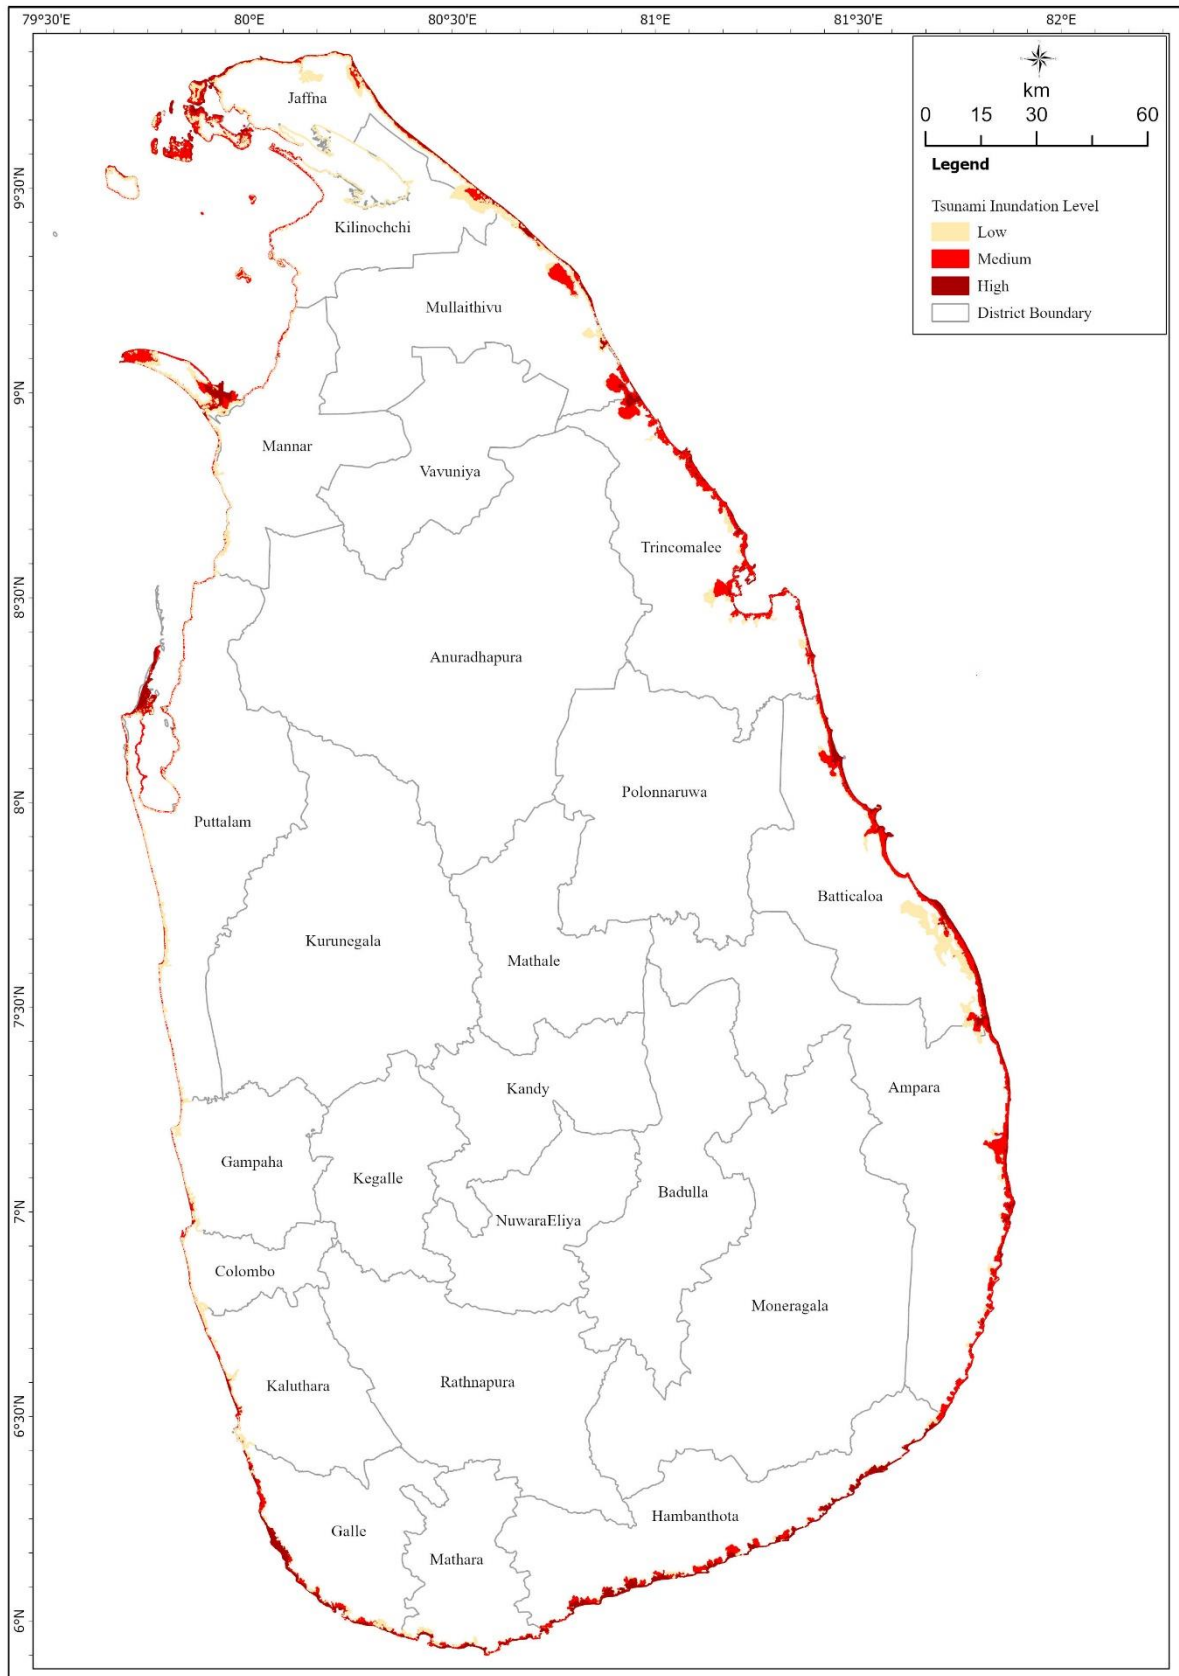 79°30'E 80°E 80°30'E 81°E 81°30'E 82°E
km
0 15 30 60
Legend
Tsunami Inundation Level
Low
Medium
High
District Boundary
9°30'N
9°N
8°30'N
8°N
7°30'N
7°N
6°30'N
6°N
Jaffna
Kilinochchi
Mullaithivu
Mannar
Vavuniya
Trincomalee
Anuradhapura
Polonnaruwa
Puttalam
Batticaloa
Kurunegala
Mathale
Kandy
Ampara
Gampaha
Kegalle
Badulla
NuwaraEliya
Colombo
Moneragala
Kaluthara
Rathnapura
Hambanthota
Galle
Mathara